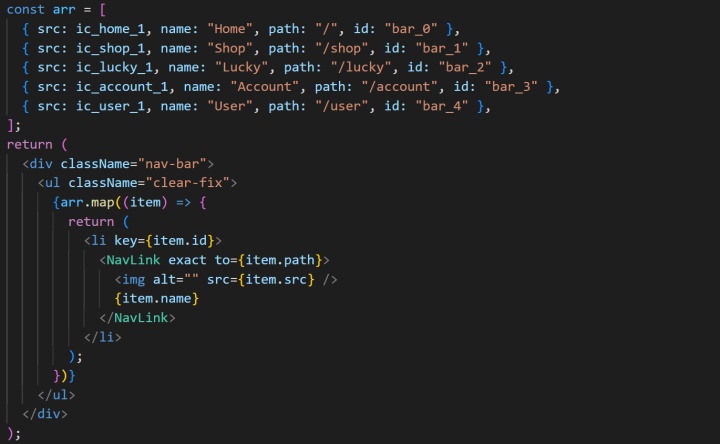 const arr = [
  { src: ic_home_1, name: "Home", path: "/", id: "bar_0" },
  { src: ic_shop_1, name: "Shop", path: "/shop", id: "bar_1" },
  { src: ic_lucky_1, name: "Lucky", path: "/lucky", id: "bar_2" },
  { src: ic_account_1, name: "Account", path: "/account", id: "bar_3" },
  { src: ic_user_1, name: "User", path: "/user", id: "bar_4" },
];
return (
  <div className="nav-bar">
    <ul className="clear-fix">
      {arr.map((item) => {
        return (
          <li key={item.id}>
            <NavLink exact to={item.path}>
              <img alt="" src={item.src} />
              {item.name}
            </NavLink>
          </li>
        );
      })}
    </ul>
  </div>
);